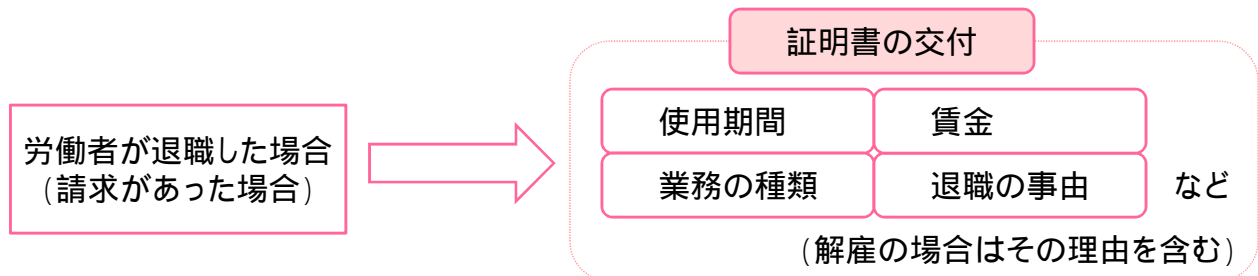 証明書の交付
労働者が退職した場合
(請求があった場合)
使用期間 賃金
業務の種類 退職の事由 など
(解雇の場合はその理由を含む)